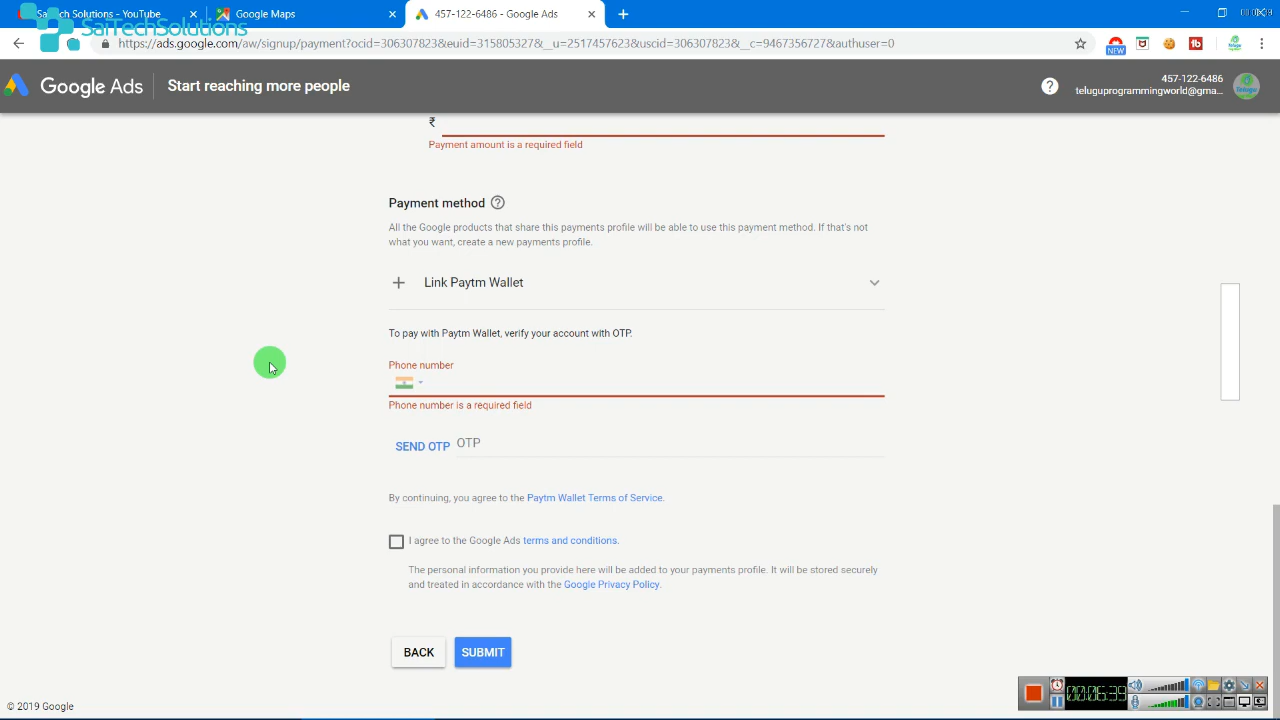 SaiTech Solutions - YouTube
Google Maps
457-122-6486 - Google Ads
SaiTechSolutions
https://ads.google.com/aw/signup/payment?ocid=306307823&euid=315805327&__u=2517457623&uscid=306307823&__c=9467356727&authuser=0
NEW
Google Ads
Start reaching more people
457-122-6486
teluguprogrammingworld@gma...
Telugu
₹
Payment amount is a required field
Payment method
All the Google products that share this payments profile will be able to use this payment method. If that's not
what you want, create a new payments profile.
Link Paytm Wallet
To pay with Paytm Wallet, verify your account with OTP.
Phone number
Phone number is a required field
SEND OTP
OTP
By continuing, you agree to the Paytm Wallet Terms of Service.
I agree to the Google Ads terms and conditions.
The personal information you provide here will be added to your payments profile. It will be stored securely
and treated in accordance with the Google Privacy Policy.
BACK
SUBMIT
00:06:39
© 2019 Google